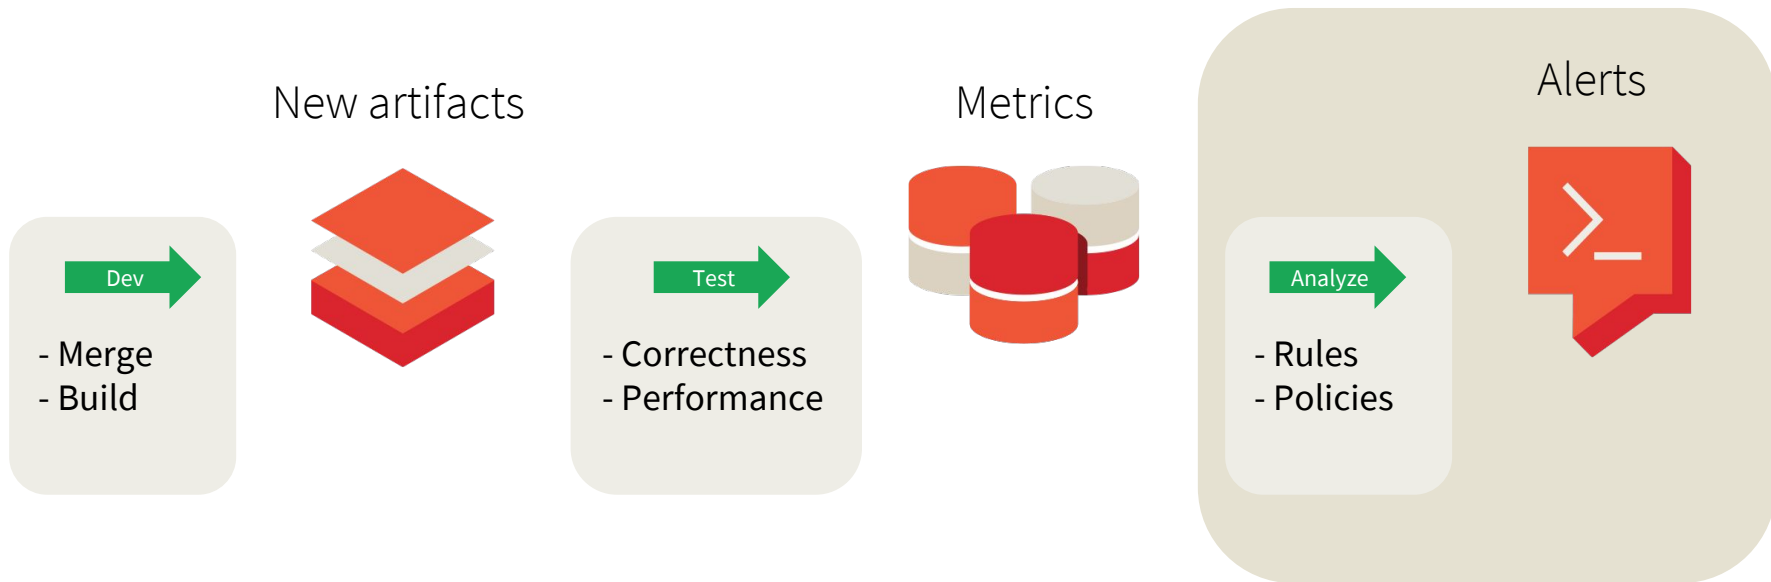 New artifacts
Metrics
Alerts
Dev
- Merge
- Build
Test
- Correctness
- Performance
Analyze
- Rules
- Policies
>_